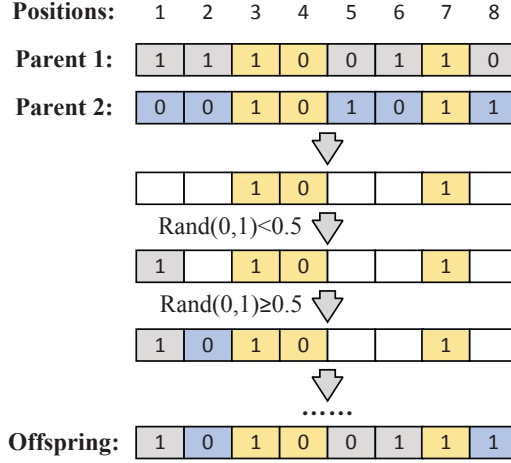 Positions: 1 2 3 4 5 6 7 8
Parent 1: 1 1 1 0 0 1 1 0
Parent 2: 0 0 1 0 1 0 1 1
1 0 1
Rand(0,1)<0.5
1 1 0 1
Rand(0,1)≥0.5
1 0 1 0 1
......
Offspring: 1 0 1 0 0 1 1 1